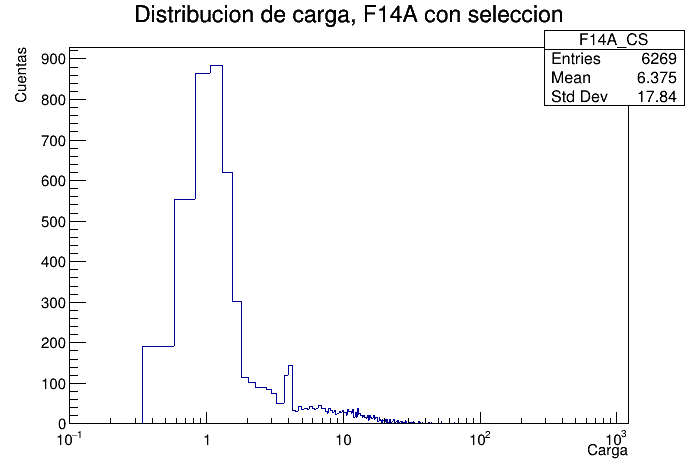 Distribucion de carga, F14A con seleccion
F14A_CS
Entries 6269
Mean 6.375
Std Dev 17.84
Cuentas
900
800
700
600
500
400
300
200
100
0
10⁻¹ 1 10 10² 10³
Carga